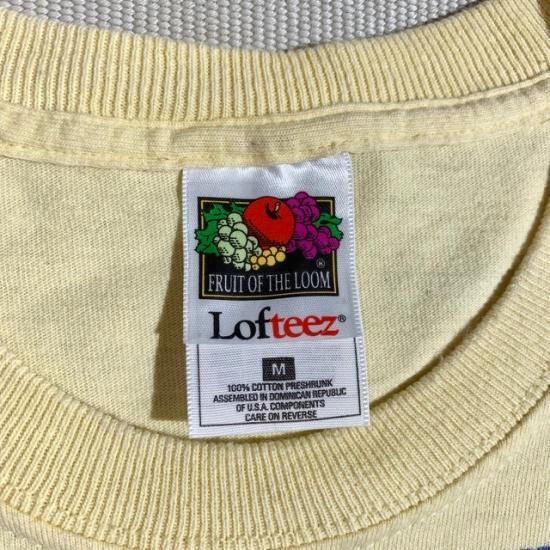 ®
FRUIT OF THE LOOM
Lofteez®
M
100% COTTON PRESHRUNK
ASSEMBLED IN DOMINICAN REPUBLIC
OF U.S.A. COMPONENTS
CARE ON REVERSE